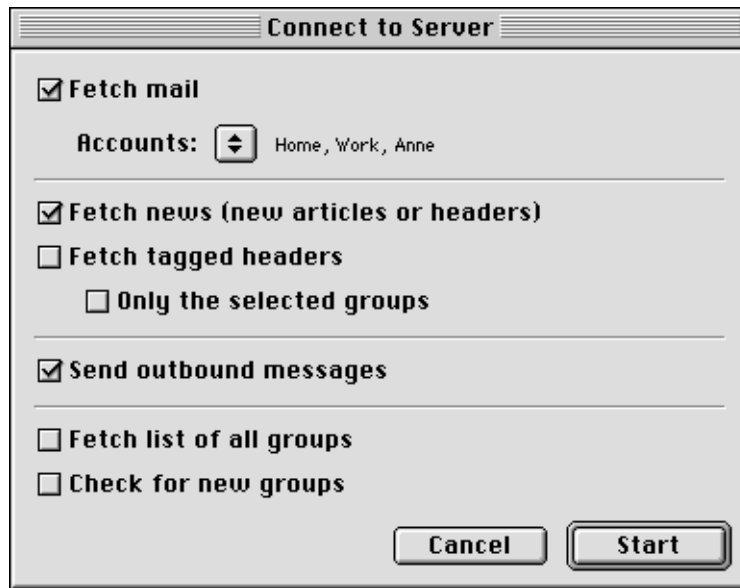 Connect to Server
Fetch mail
Accounts: Home, Work, Anne
Fetch news (new articles or headers)
Fetch tagged headers
Only the selected groups
Send outbound messages
Fetch list of all groups
Check for new groups
Cancel Start